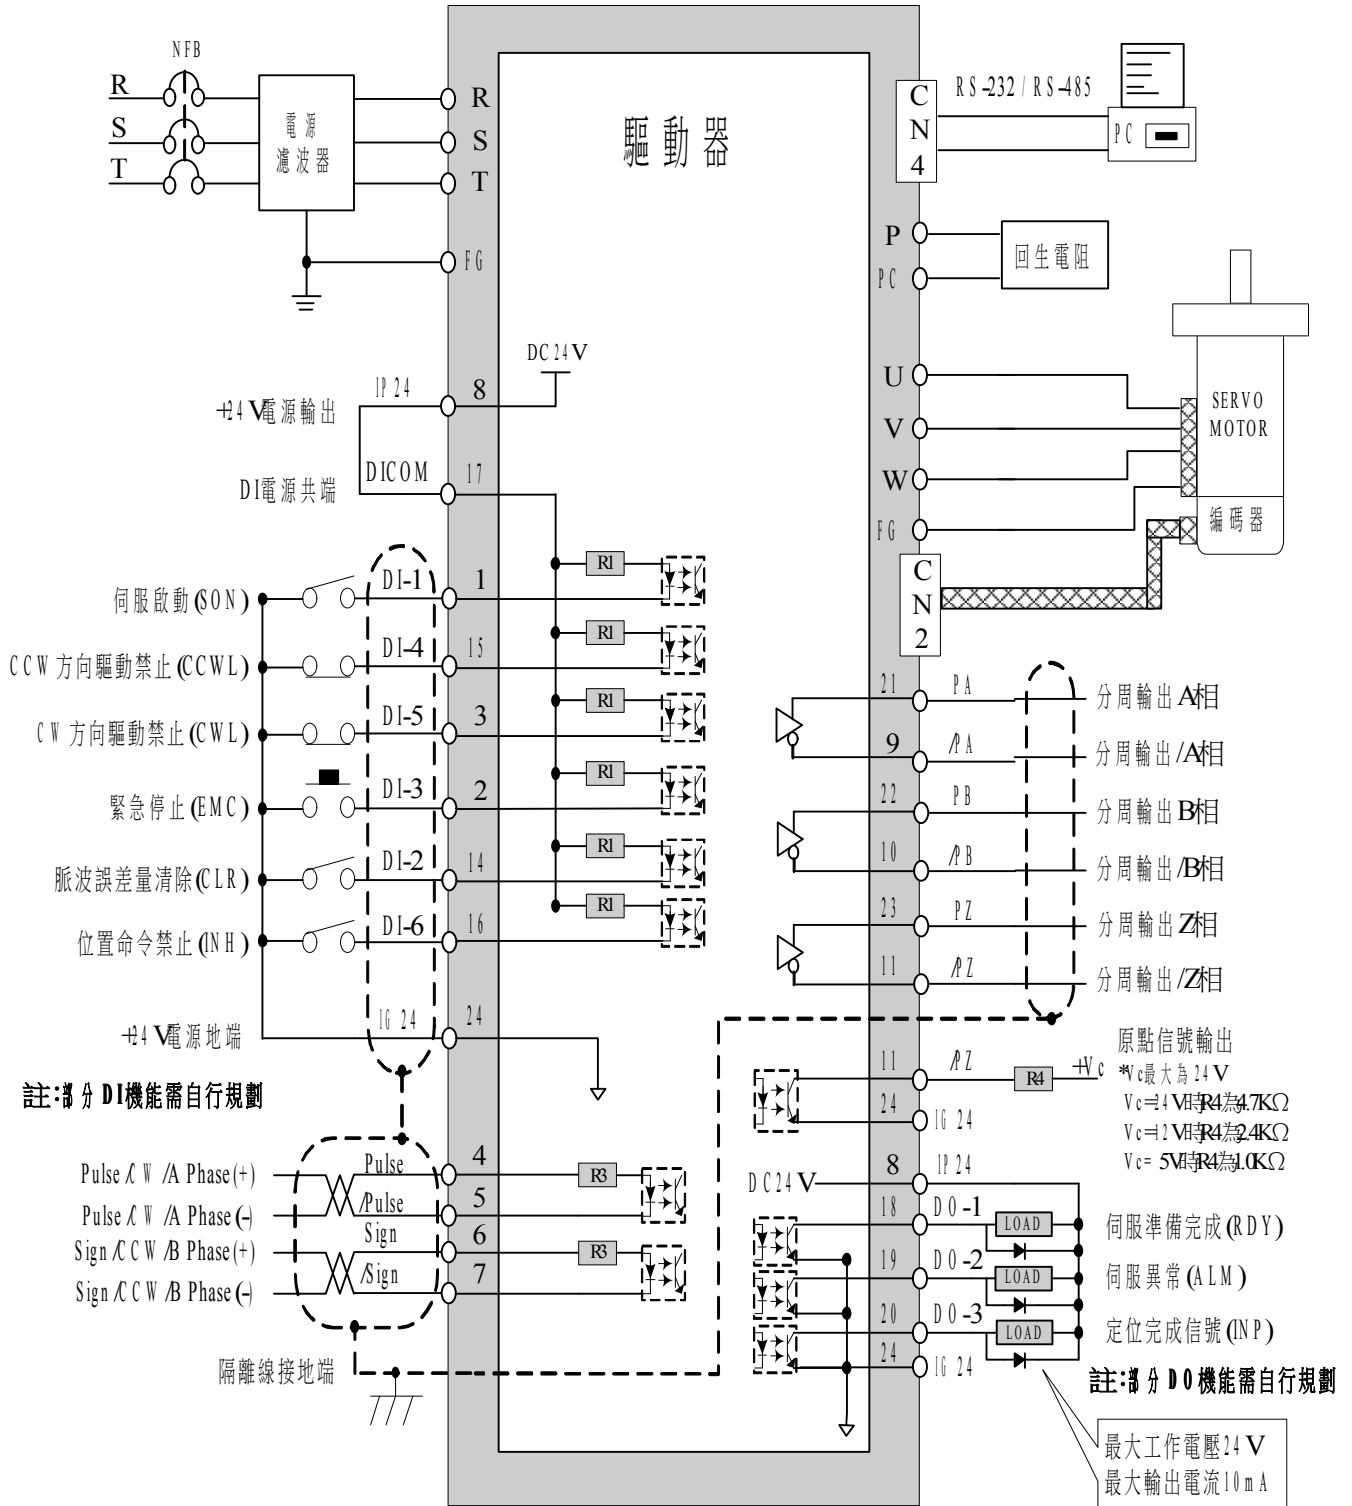 NFB
R
S
T
電源
濾波器
R
S
T
FG
驅動器
CN4
RS-232 / RS-485
PC
P
PC
回生電阻
U
V
W
FG
SERVO
MOTOR
編碼器
CN2
DC24V
IP24
8
+24V電源輸出
DICOM
17
DI電源共端
R1
伺服啟動(SON)
DI-1
1
R1
CCW方向驅動禁止(CCWL)
DI-4
15
R1
CW方向驅動禁止(CWL)
DI-5
3
R1
緊急停止(EMC)
DI-3
2
R1
脈波誤差量清除(CLR)
DI-2
14
R1
位置命令禁止(INH)
DI-6
16
+24V電源地端
IG24
24
註:部分DI機能需自行規劃
21
PA
分周輸出A相
9
/PA
分周輸出/A相
22
PB
分周輸出B相
10
/PB
分周輸出/B相
23
PZ
分周輸出Z相
11
/PZ
分周輸出/Z相
原點信號輸出
11
/PZ
R4
+Vc
*Vc最大為24V
Vc=24V時R4為4.7KΩ
Vc=12V時R4為2.4KΩ
Vc= 5V時R4為1.0KΩ
24
IG24
Pulse/CW/A Phase(+)
Pulse
4
R3
Pulse/CW/A Phase(-)
/Pulse
5
Sign/CCW/B Phase(+)
Sign
6
R3
Sign/CCW/B Phase(-)
/Sign
7
隔離線接地端
DC24V
8
IP24
18
DO-1
LOAD
伺服準備完成(RDY)
19
DO-2
LOAD
伺服異常(ALM)
20
DO-3
LOAD
定位完成信號(INP)
24
IG24
註:部分DO機能需自行規劃
最大工作電壓24V
最大輸出電流10mA